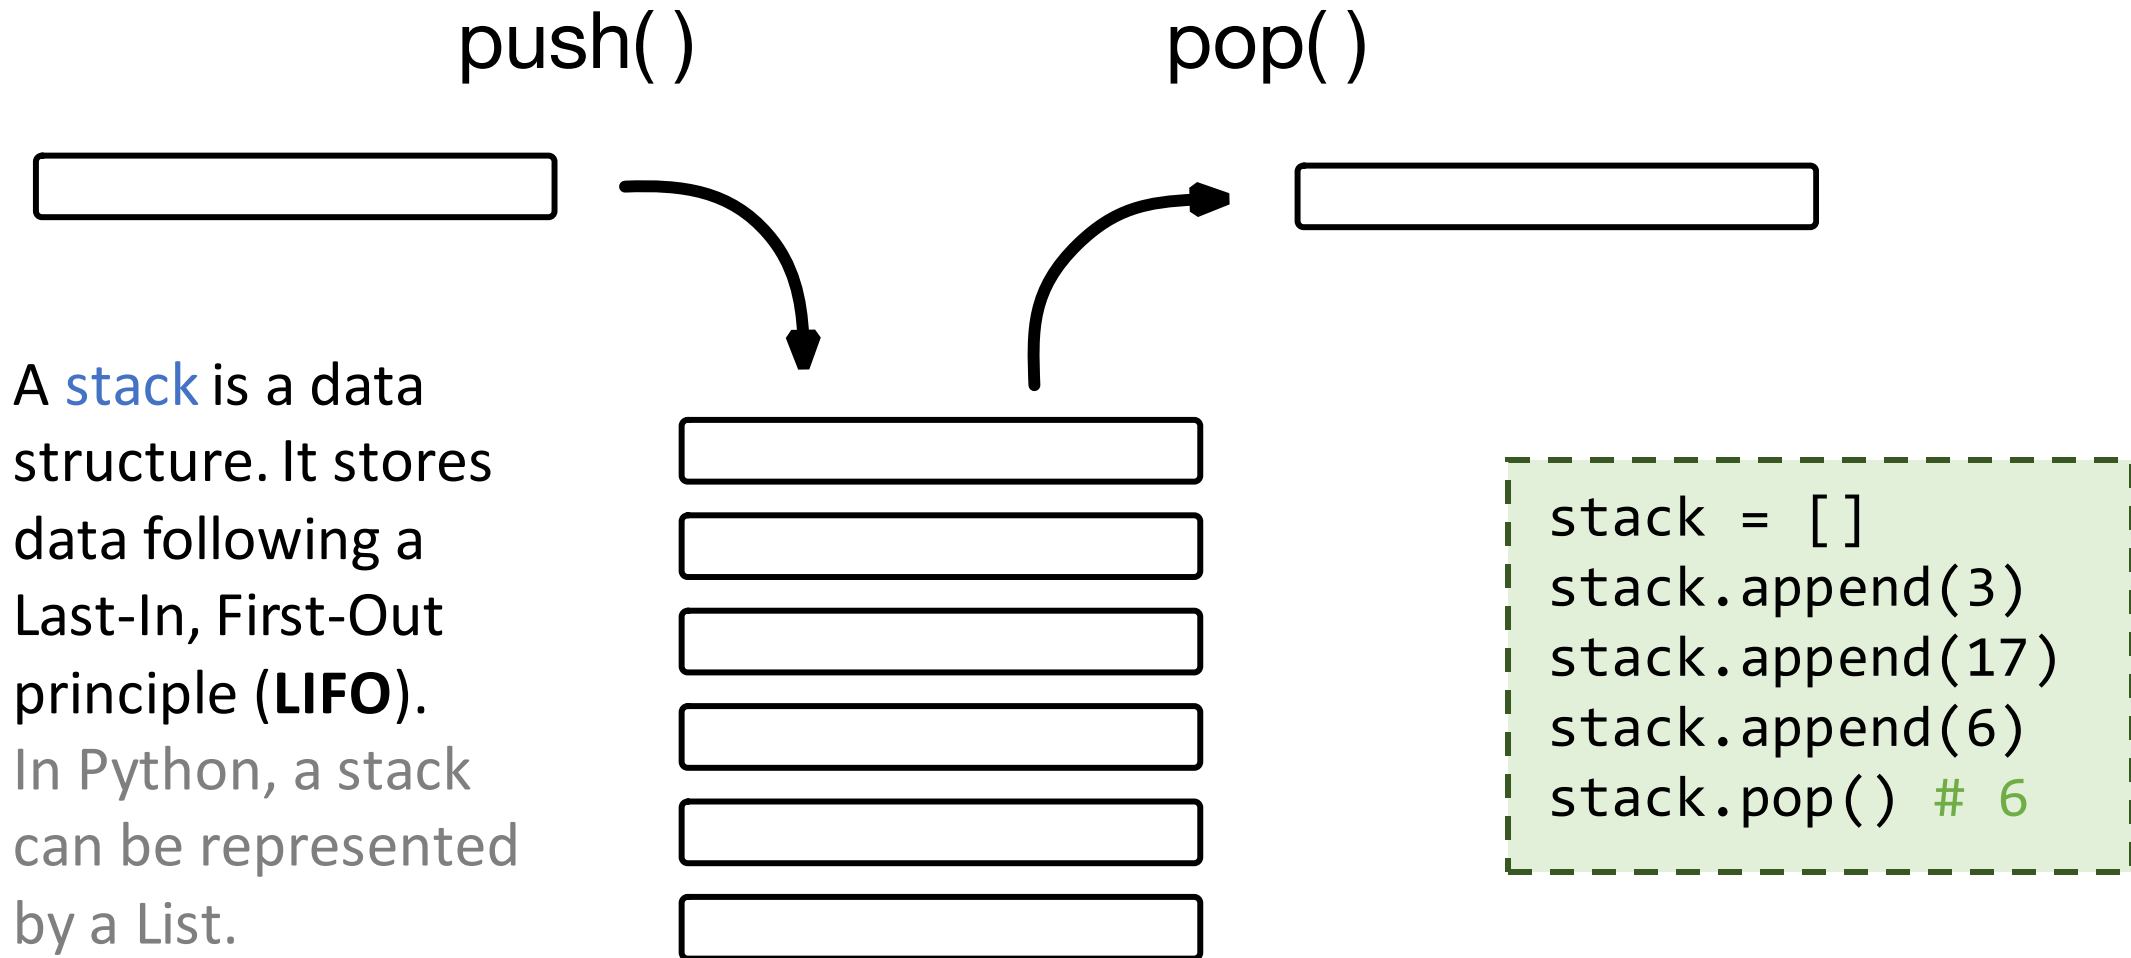 push( )
pop( )
A stack is a data
structure. It stores
data following a
Last-In, First-Out
principle (LIFO).
In Python, a stack
can be represented
by a List.
stack = []
stack.append(3)
stack.append(17)
stack.append(6)
stack.pop() # 6